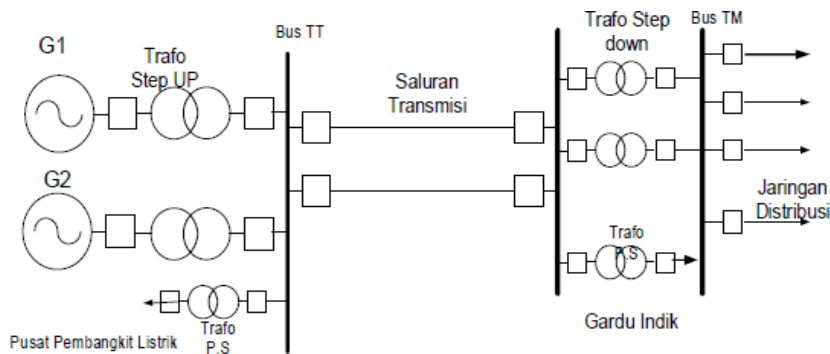 G1
Trafo
Step UP
Bus TT
Saluran
Transmisi
Trafo Step
down
Bus TM
G2
Jaringan
Distribusi
Trafo
P.S
Trafo
P.S
Gardu Indik
Pusat Pembangkit Listrik